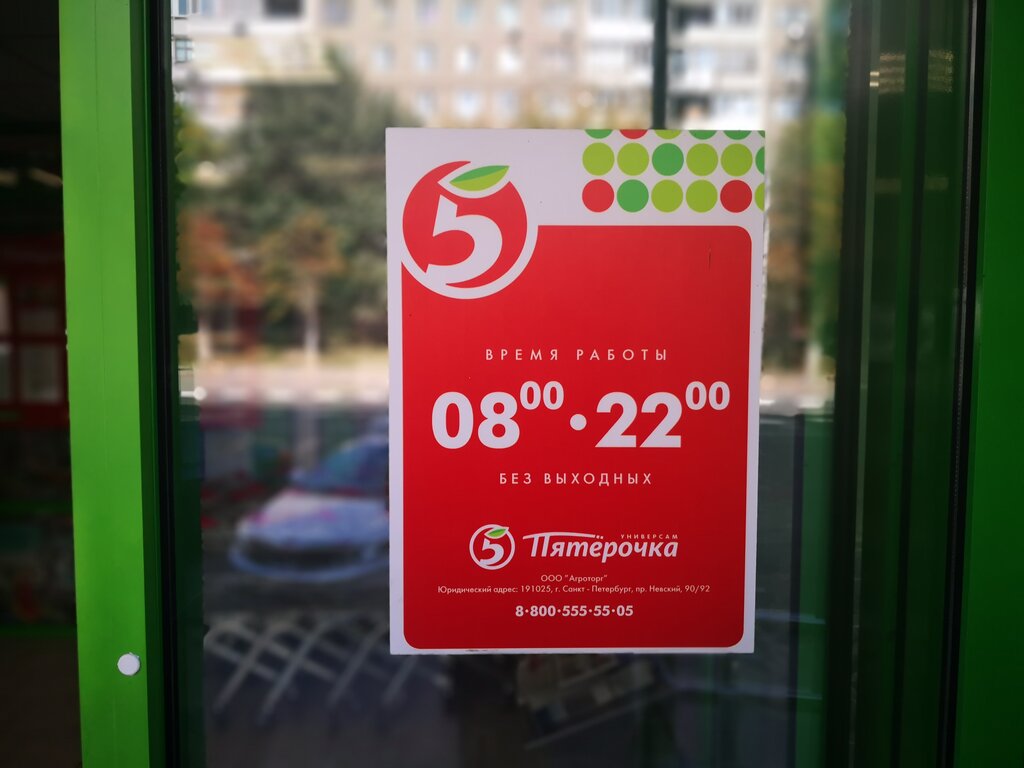 5
ВРЕМЯ РАБОТЫ
08⁰⁰·22⁰⁰
БЕЗ ВЫХОДНЫХ
УНИВЕРСАМ
5 Пятёрочка
ООО "Агроторг"
Юридический адрес: 191025, г. Санкт - Петербург, пр. Невский, 90/92
8·800·555·55·05